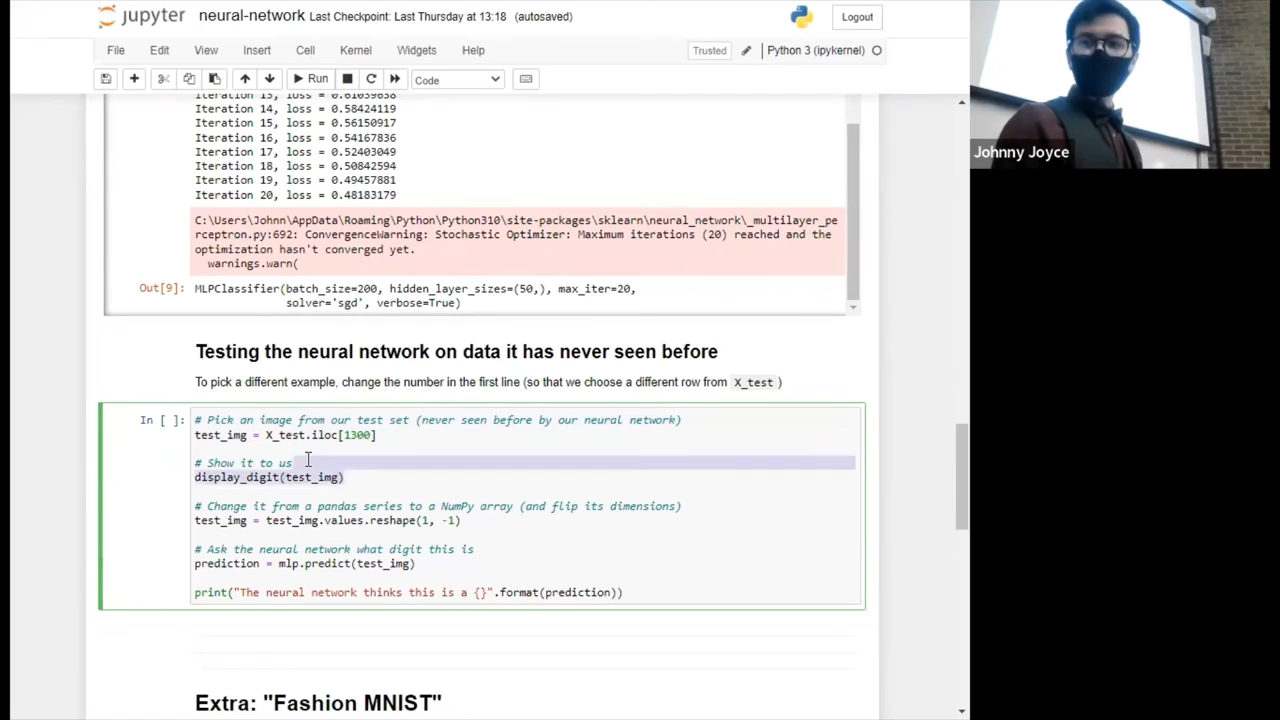 jupyter neural-network Last Checkpoint: Last Thursday at 13:18 (autosaved)
Logout
File Edit View Insert Cell Kernel Widgets Help
Trusted Python 3 (ipykernel)
Run Code
Iteration 13, loss = 0.61039638
Iteration 14, loss = 0.58424119
Iteration 15, loss = 0.56150917
Iteration 16, loss = 0.54167836
Iteration 17, loss = 0.52403049
Iteration 18, loss = 0.50842594
Iteration 19, loss = 0.49457881
Iteration 20, loss = 0.48183179
C:\Users\Johnn\AppData\Roaming\Python\Python310\site-packages\sklearn\neural_network\_multilayer_pe
rceptron.py:692: ConvergenceWarning: Stochastic Optimizer: Maximum iterations (20) reached and the
optimization hasn't converged yet.
warnings.warn(
Out[9]: MLPClassifier(batch_size=200, hidden_layer_sizes=(50,), max_iter=20,
solver='sgd', verbose=True)
Testing the neural network on data it has never seen before
To pick a different example, change the number in the first line (so that we choose a different row from X_test )
In [ ]: # Pick an image from our test set (never seen before by our neural network)
test_img = X_test.iloc[1300]
# Show it to us
display_digit(test_img)
# Change it from a pandas series to a NumPy array (and flip its dimensions)
test_img = test_img.values.reshape(1, -1)
# Ask the neural network what digit this is
prediction = mlp.predict(test_img)
print("The neural network thinks this is a {}".format(prediction))
Extra: "Fashion MNIST"
Johnny Joyce